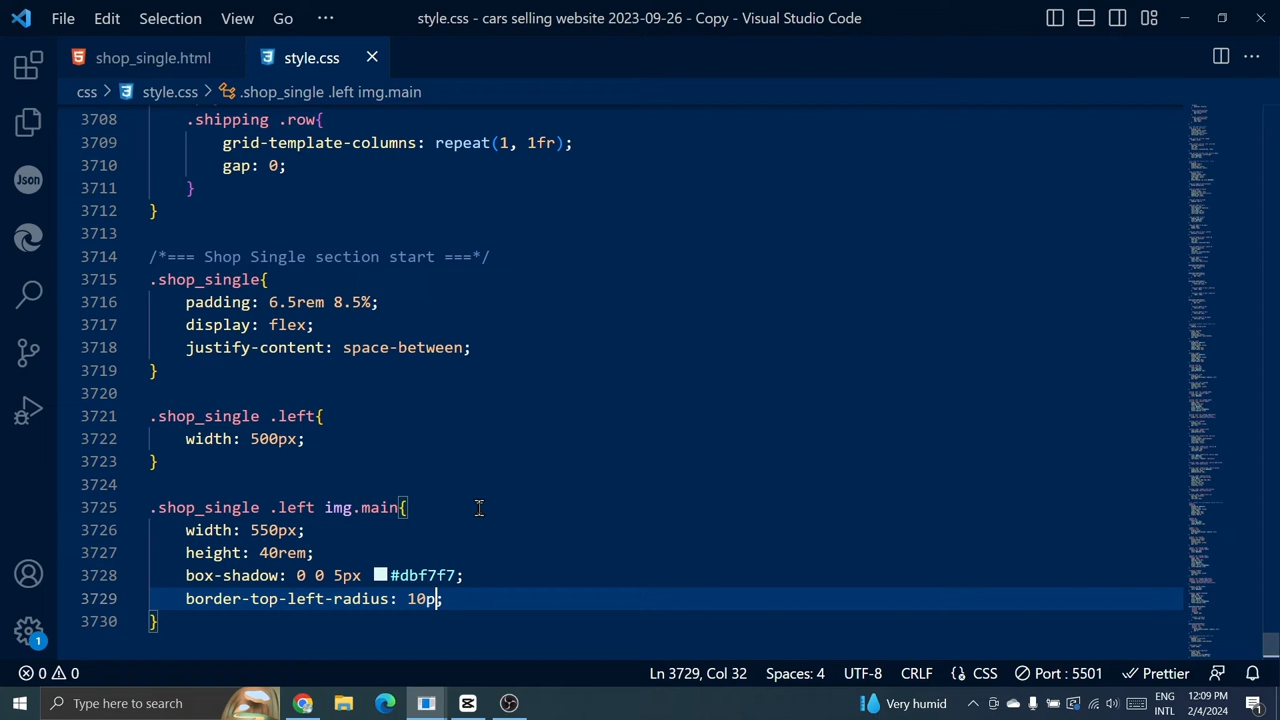 File Edit Selection View Go ··· style.css - cars selling website 2023-09-26 - Copy - Visual Studio Code
shop_single.html style.css
css style.css .shop_single .left img.main
3708 .shipping .row{
3709 grid-template-columns: repeat(1, 1fr);
3710 gap: 0;
3711 }
3712 }
3713
3714 /*=== Shop Single section start ===*/
3715 .shop_single{
3716 padding: 6.5rem 8.5%;
3717 display: flex;
3718 justify-content: space-between;
3719 }
3720
3721 .shop_single .left{
3722 width: 500px;
3723 }
3724
3725 .shop_single .left img.main{
3726 width: 550px;
3727 height: 40rem;
3728 box-shadow: 0 0 5px #dbf7f7;
3729 border-top-left-radius: 10p;
3730 }
Json
1
0 0 Ln 3729, Col 32 Spaces: 4 UTF-8 CRLF {} CSS Port : 5501 Prettier
Type here to search Very humid ENG INTL 12:09 PM 2/4/2024 1